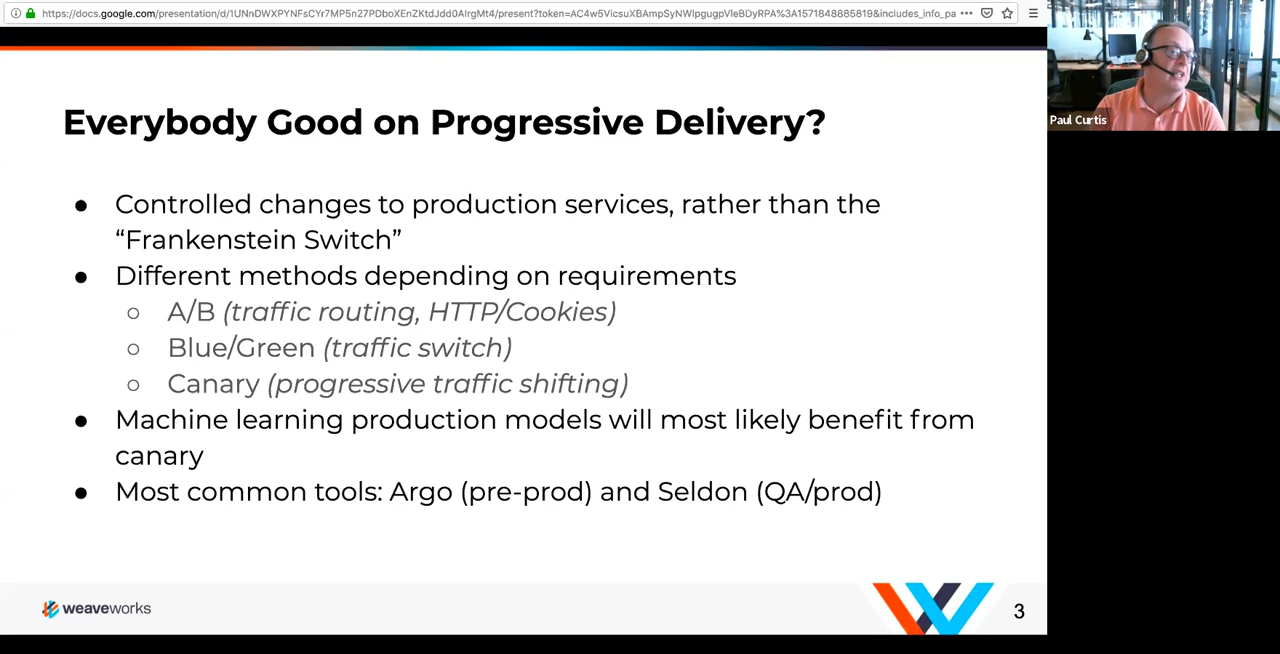 https://docs.google.com/presentation/d/1UNnDWXPYNFsCYr7MP5n27PDboXEnZKtdJdd0AlrgMt4/present?token=AC4w5VicsuXBAmpSyNWlpgugpVleBDyRPA%3A1571848885819&includes_info_pa
Paul Curtis
Everybody Good on Progressive Delivery?
● Controlled changes to production services, rather than the
“Frankenstein Switch”
● Different methods depending on requirements
○ A/B (traffic routing, HTTP/Cookies)
○ Blue/Green (traffic switch)
○ Canary (progressive traffic shifting)
● Machine learning production models will most likely benefit from
canary
● Most common tools: Argo (pre-prod) and Seldon (QA/prod)
weaveworks
3